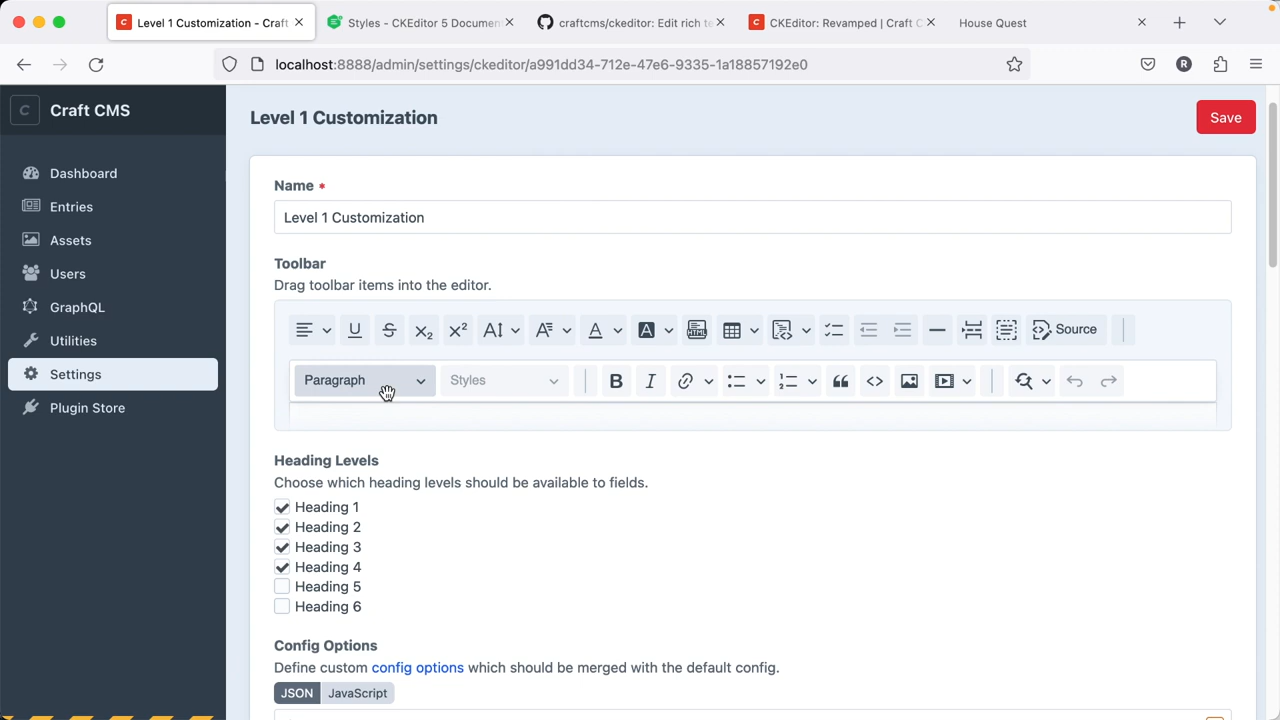 Level 1 Customization - Craft
Styles - CKEditor 5 Documen
craftcms/ckeditor: Edit rich te
CKEditor: Revamped | Craft C
House Quest
localhost:8888/admin/settings/ckeditor/a991dd34-712e-47e6-9335-1a18857192e0
R
C
Craft CMS
Level 1 Customization
Save
Dashboard
Entries
Assets
Users
GraphQL
Utilities
Settings
Plugin Store
Name *
Level 1 Customization
Toolbar
Drag toolbar items into the editor.
Source
Paragraph
Styles
B I
Heading Levels
Choose which heading levels should be available to fields.
Heading 1
Heading 2
Heading 3
Heading 4
Heading 5
Heading 6
Config Options
Define custom config options which should be merged with the default config.
JSON JavaScript